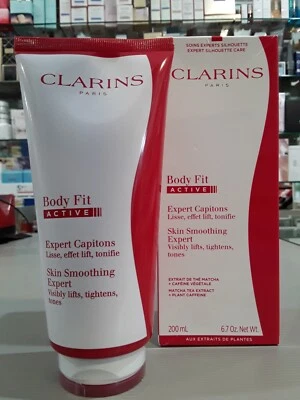 CLARINS
PARIS
Body Fit
ACTIVE
Expert Capitons
Lisse, effet lift, tonifie
Skin Smoothing
Expert
Visibly lifts, tightens,
tones
SOINS EXPERTS SILHOUETTE
EXPERT SILHOUETTE CARE
CLARINS
PARIS
Body Fit
ACTIVE
Expert Capitons
Lisse, effet lift, tonifie
Skin Smoothing
Expert
Visibly lifts, tightens,
tones
EXTRAIT DE THÉ MATCHA
+ CAFÉINE VÉGÉTALE
MATCHA TEA EXTRACT
+ PLANT CAFFEINE
200 mL 6.7 Oz. Net Wt.
AUX EXTRAITS DE PLANTES